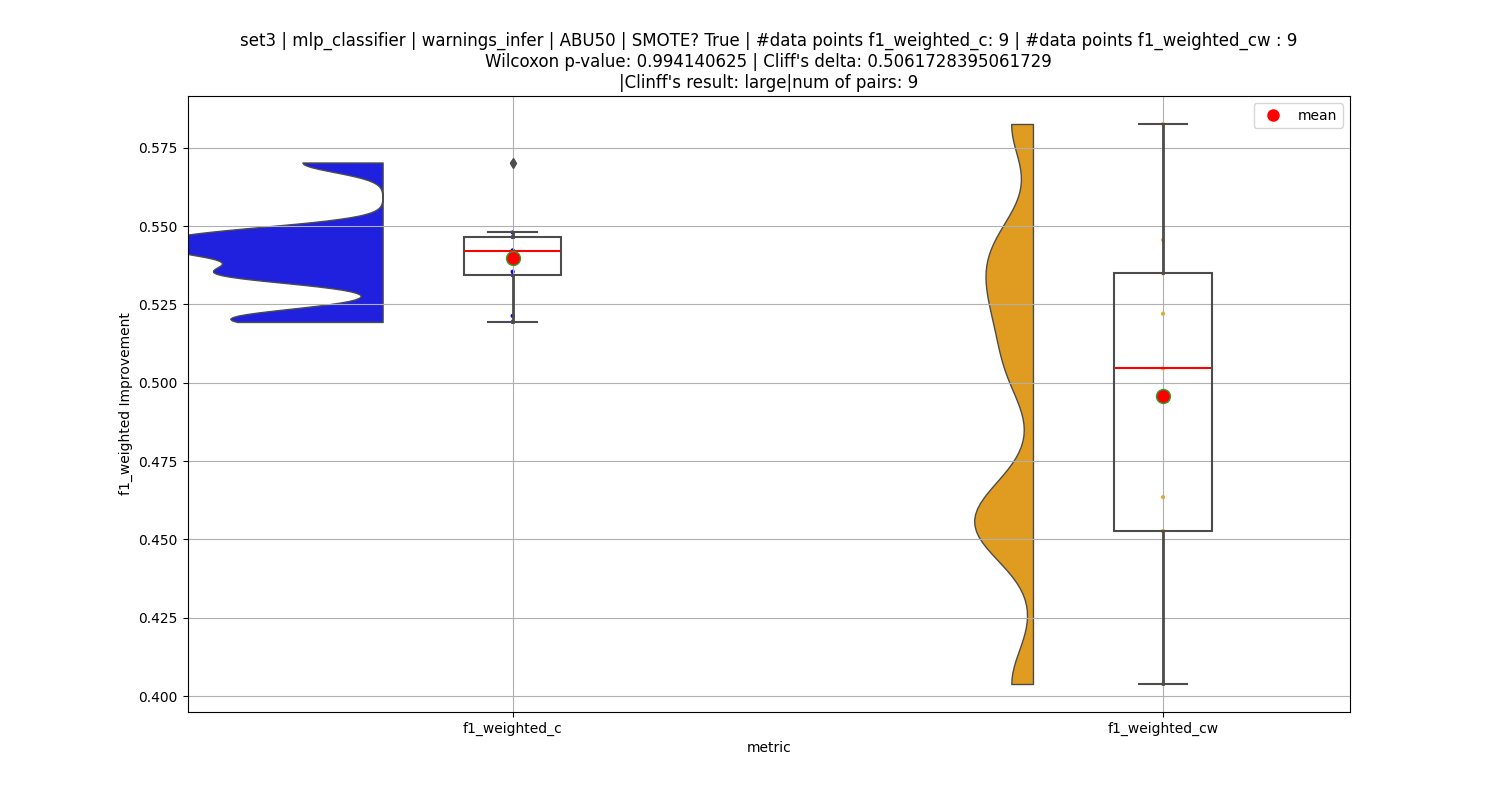 set3 | mlp_classifier | warnings_infer | ABU50 | SMOTE? True | #data points f1_weighted_c: 9 | #data points f1_weighted_cw : 9
Wilcoxon p-value: 0.994140625 | Cliff's delta: 0.5061728395061729
|Clinff's result: large|num of pairs: 9
mean
0.575
0.550
0.525
0.500
0.475
0.450
0.425
0.400
f1_weighted Improvement
f1_weighted_c
f1_weighted_cw
metric